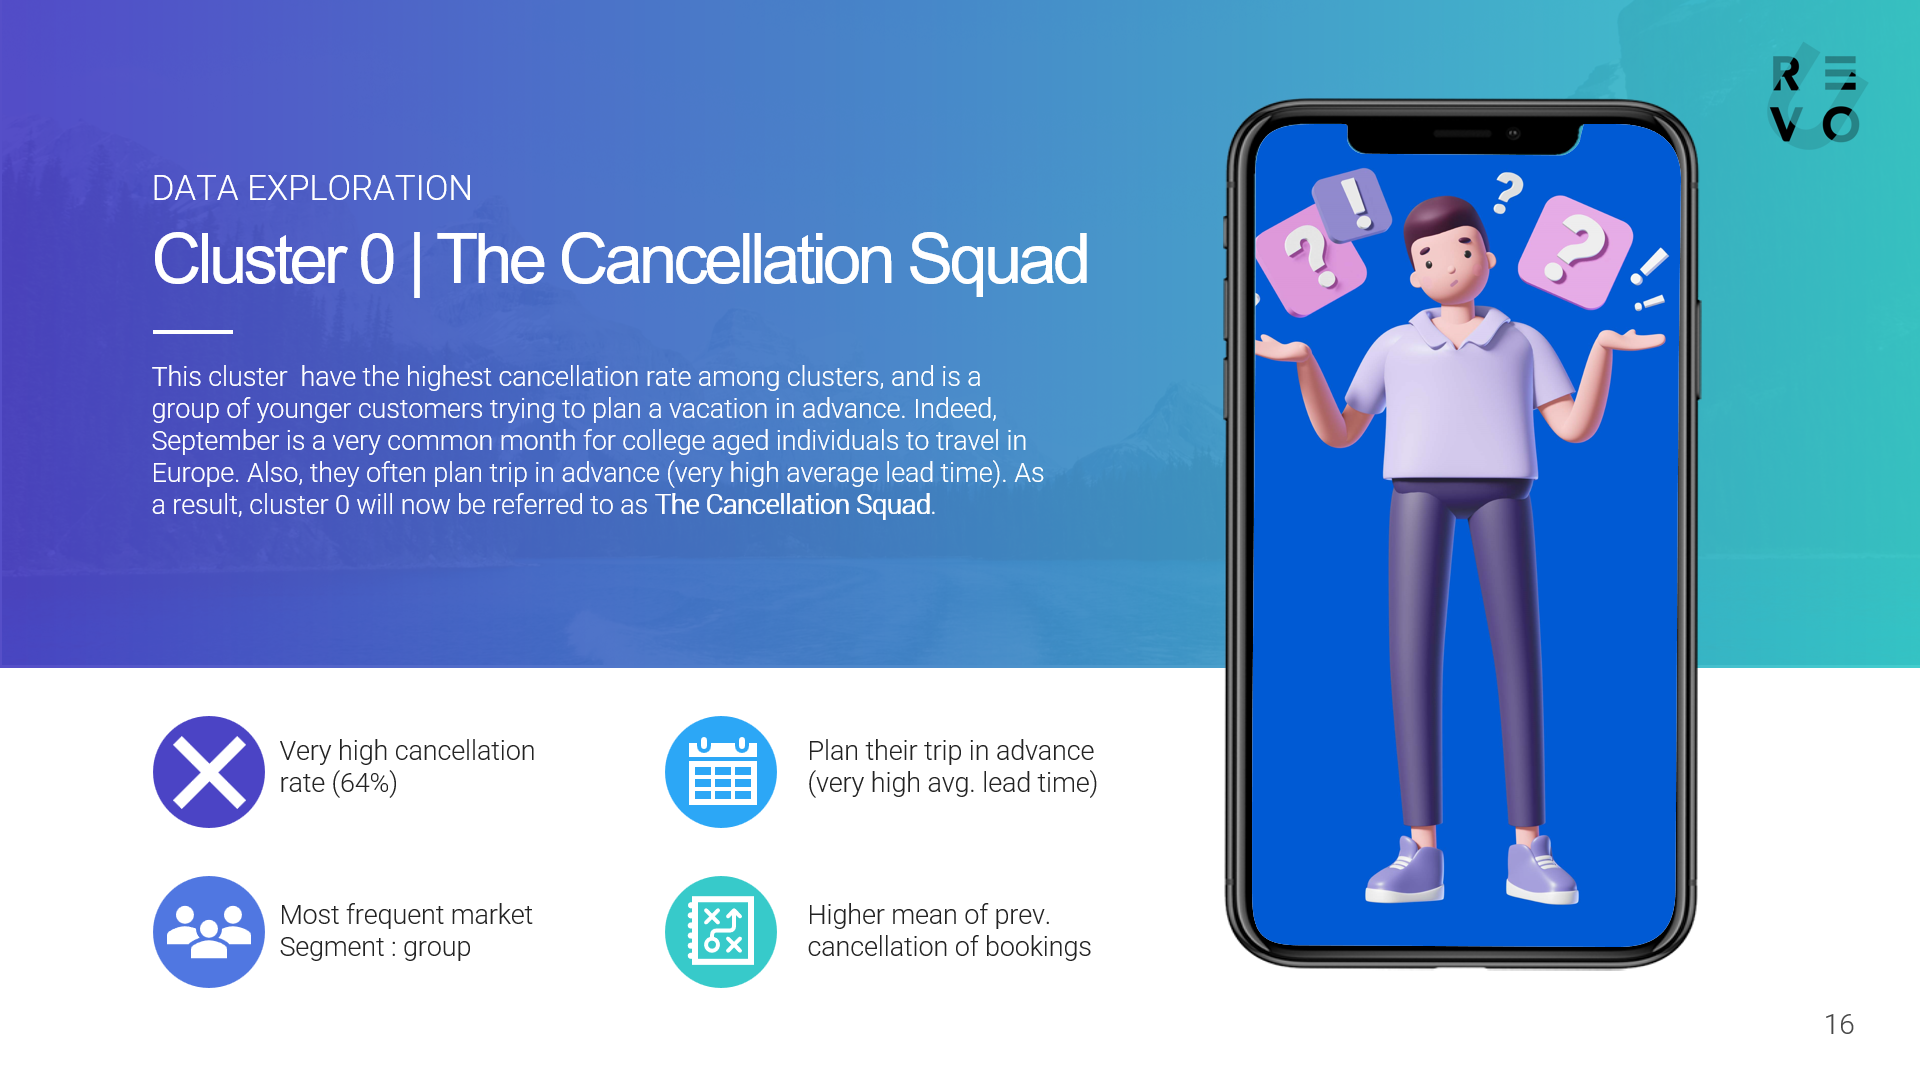 RE
VO
DATA EXPLORATION
Cluster 0 | The Cancellation Squad
This cluster  have the highest cancellation rate among clusters, and is a
group of younger customers trying to plan a vacation in advance. Indeed,
September is a very common month for college aged individuals to travel in
Europe. Also, they often plan trip in advance (very high average lead time). As
a result, cluster 0 will now be referred to as The Cancellation Squad.
! ? ? ? ! !
Very high cancellation
rate (64%)
Plan their trip in advance
(very high avg. lead time)
Most frequent market
Segment : group
Higher mean of prev.
cancellation of bookings
16